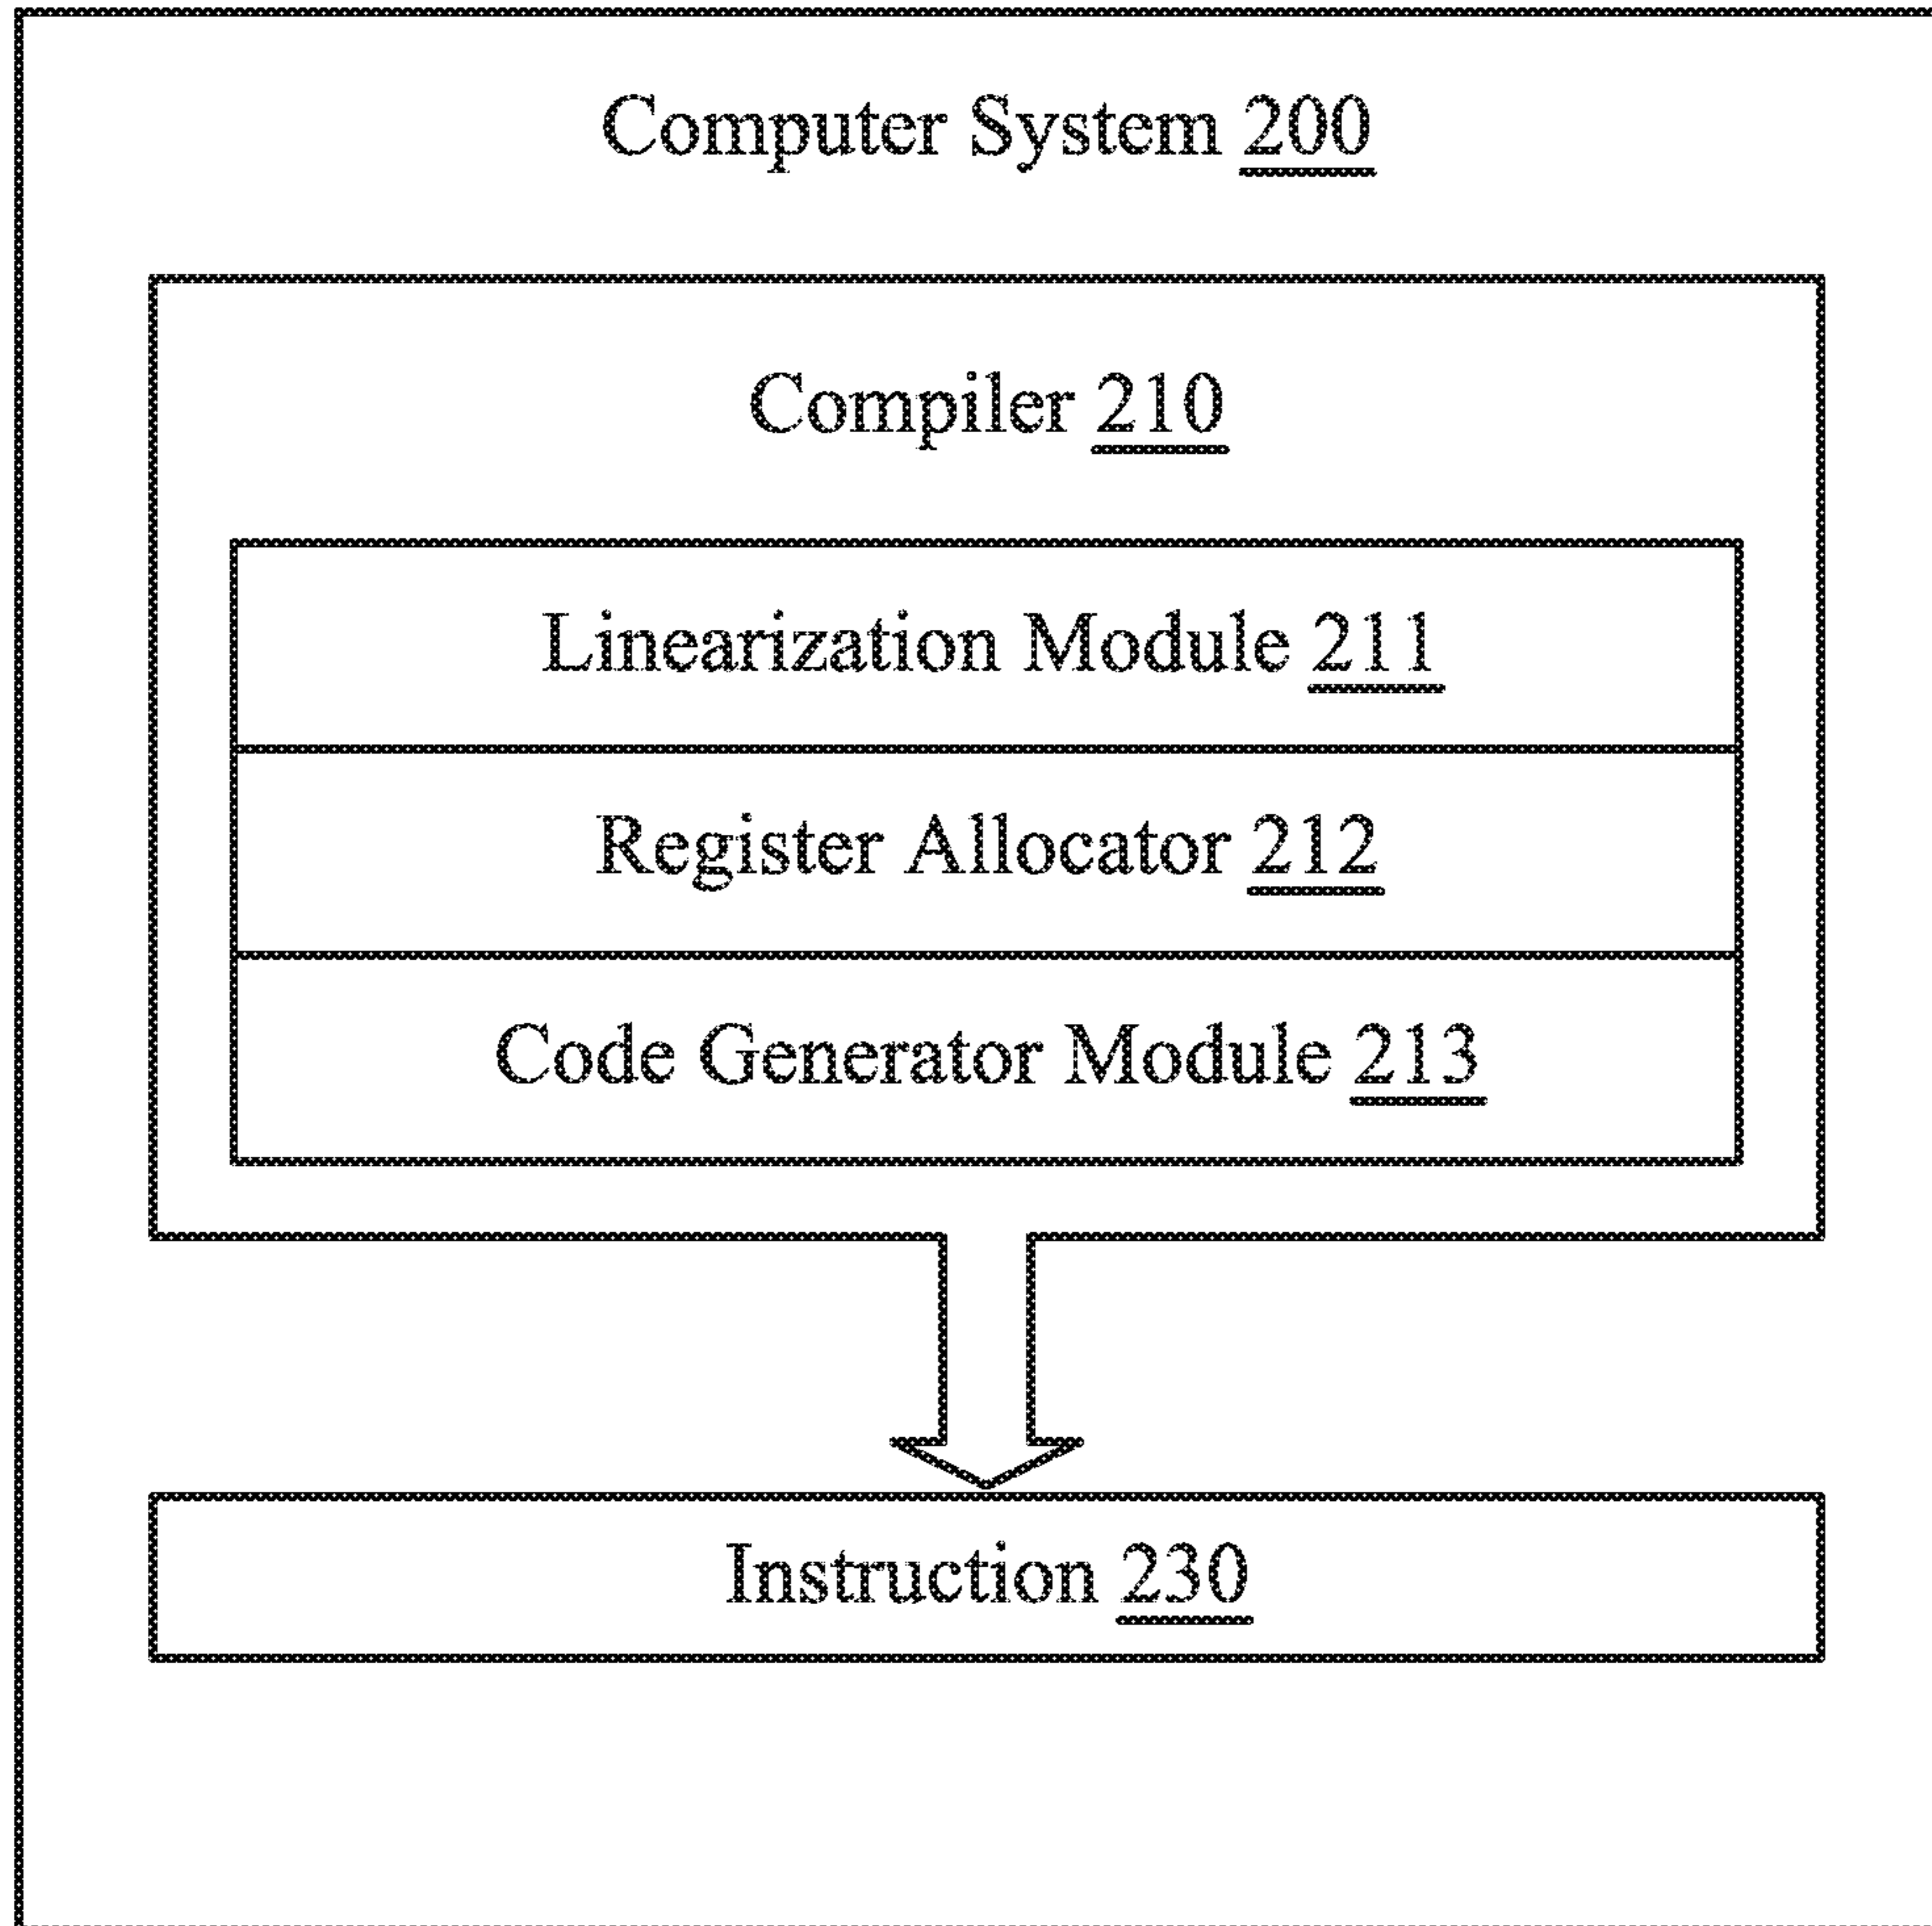 Computer System 200
Compiler 210
Linearization Module 211
Register Allocator 212
Code Generator Module 213
Instruction 230